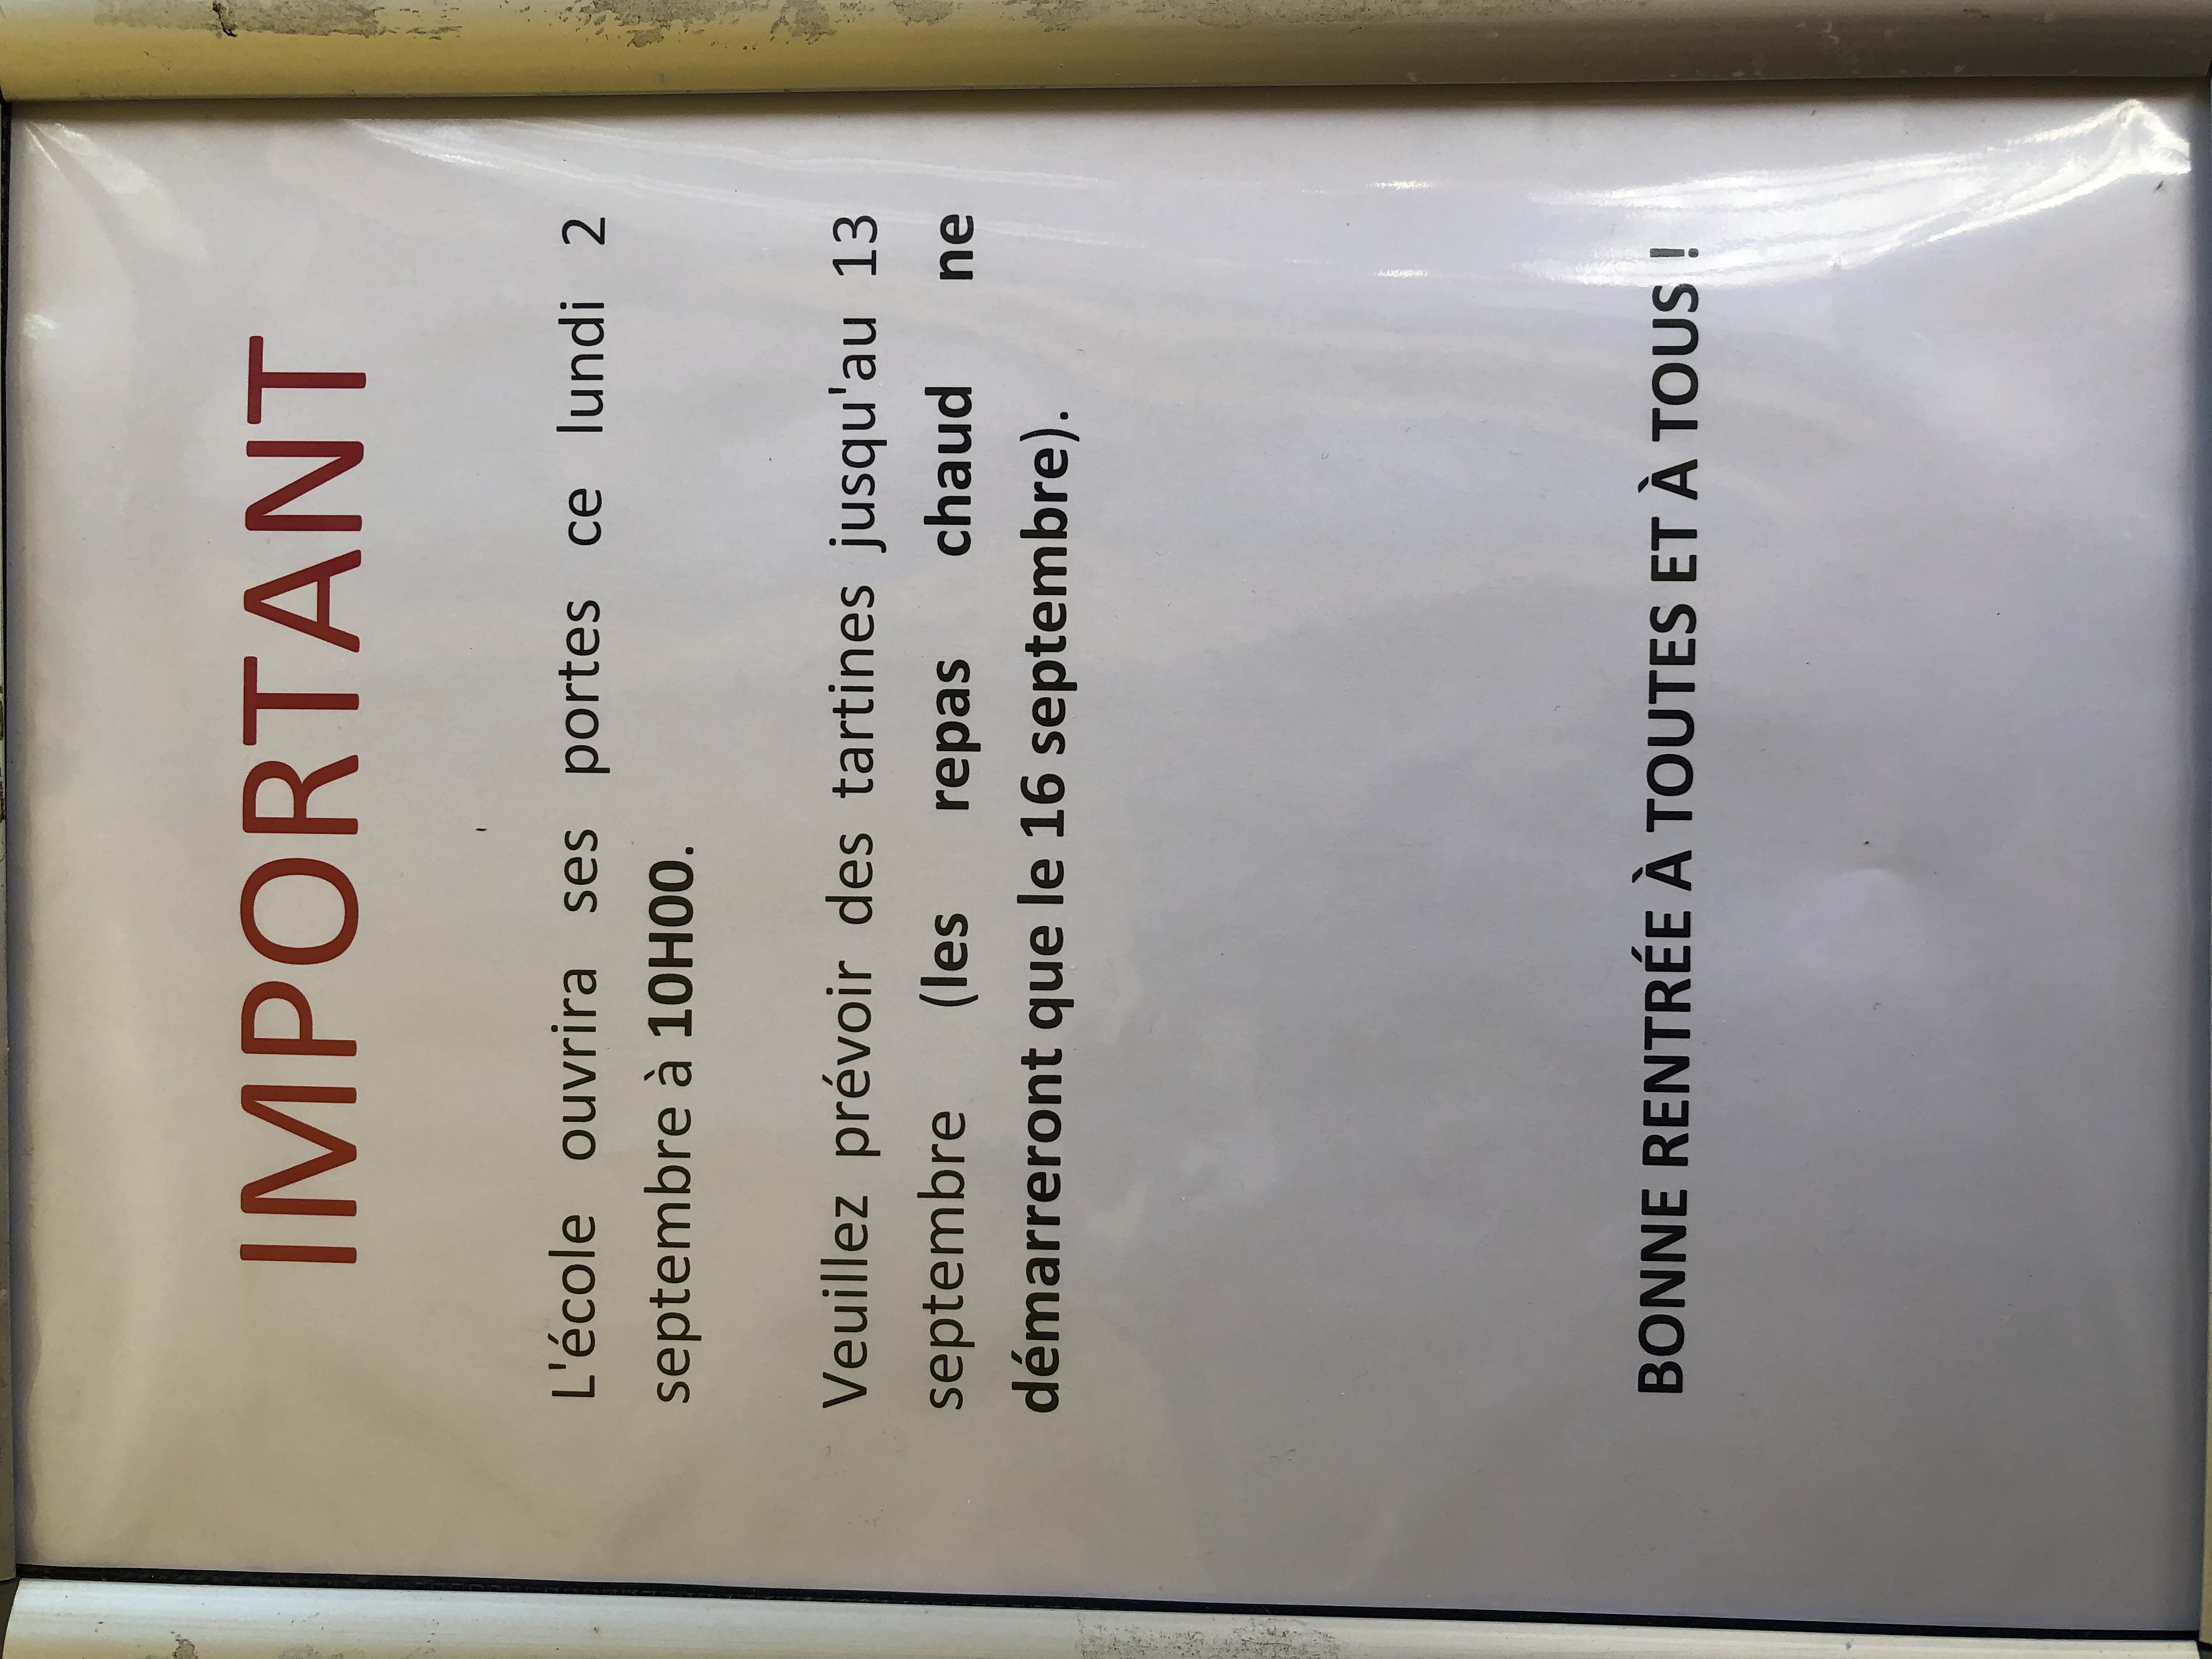 IMPORTANT
L'école ouvrira ses portes ce lundi 2
septembre à 10H00.
Veuillez prévoir des tartines jusqu'au 13
septembre (les repas chaud ne
démarreront que le 16 septembre).
BONNE RENTRÉE À TOUTES ET À TOUS !